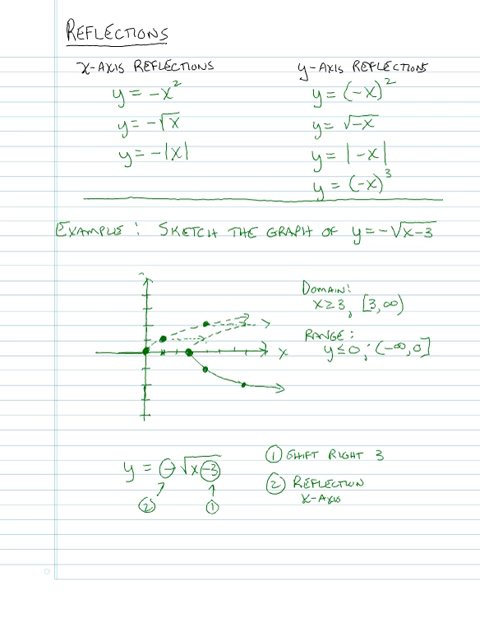 REFLECTIONS
x-AXIS REFLECTIONS
y = -x²
y = -√x
y = -|x|
y-AXIS REFLECTIONS
y = (-x)²
y = √-x
y = |-x|
y = (-x)³
EXAMPLE: SKETCH THE GRAPH OF y = -√x-3
DOMAIN:
x ≥ 3, [3, ∞)
RANGE:
y ≤ 0; (-∞, 0]
x
y = -√x-3
② ①
① SHIFT RIGHT 3
② REFLECTION
X-AXIS